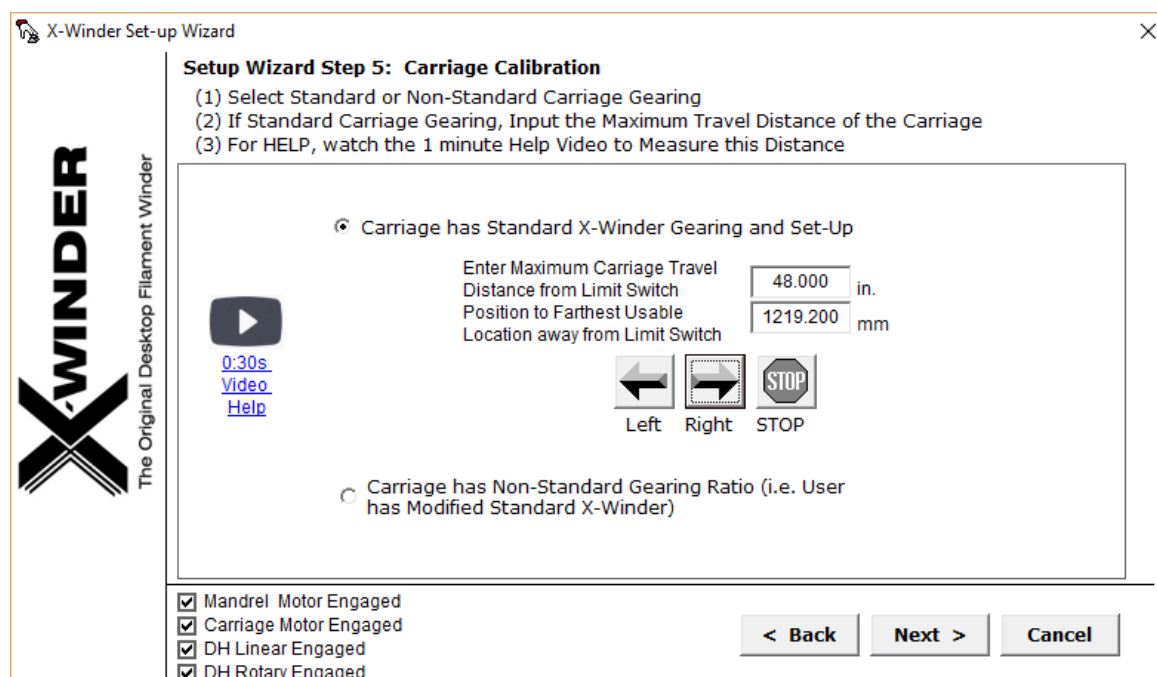 X-Winder Set-up Wizard
X-WINDER
The Original Desktop Filament Winder
Setup Wizard Step 5: Carriage Calibration
(1) Select Standard or Non-Standard Carriage Gearing
(2) If Standard Carriage Gearing, Input the Maximum Travel Distance of the Carriage
(3) For HELP, watch the 1 minute Help Video to Measure this Distance
0:30s
Video
Help
Carriage has Standard X-Winder Gearing and Set-Up
Enter Maximum Carriage Travel
Distance from Limit Switch
Position to Farthest Usable
Location away from Limit Switch
48.000 in.
1219.200 mm
STOP
Left Right STOP
Carriage has Non-Standard Gearing Ratio (i.e. User
has Modified Standard X-Winder)
Mandrel Motor Engaged
Carriage Motor Engaged
DH Linear Engaged
DH Rotary Engaged
< Back Next > Cancel